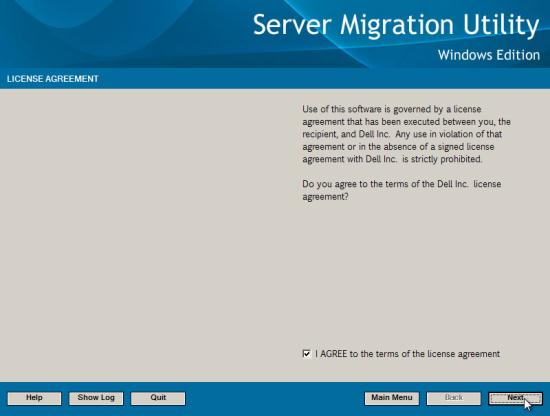 Server Migration Utility
Windows Edition
LICENSE AGREEMENT
Use of this software is governed by a license
agreement that has been executed between you, the
recipient, and Dell Inc. Any use in violation of that
agreement or in the absence of a signed license
agreement with Dell Inc. is strictly prohibited.
Do you agree to the terms of the Dell Inc. license
agreement?
I AGREE to the terms of the license agreement
Help Show Log Quit Main Menu Back Next